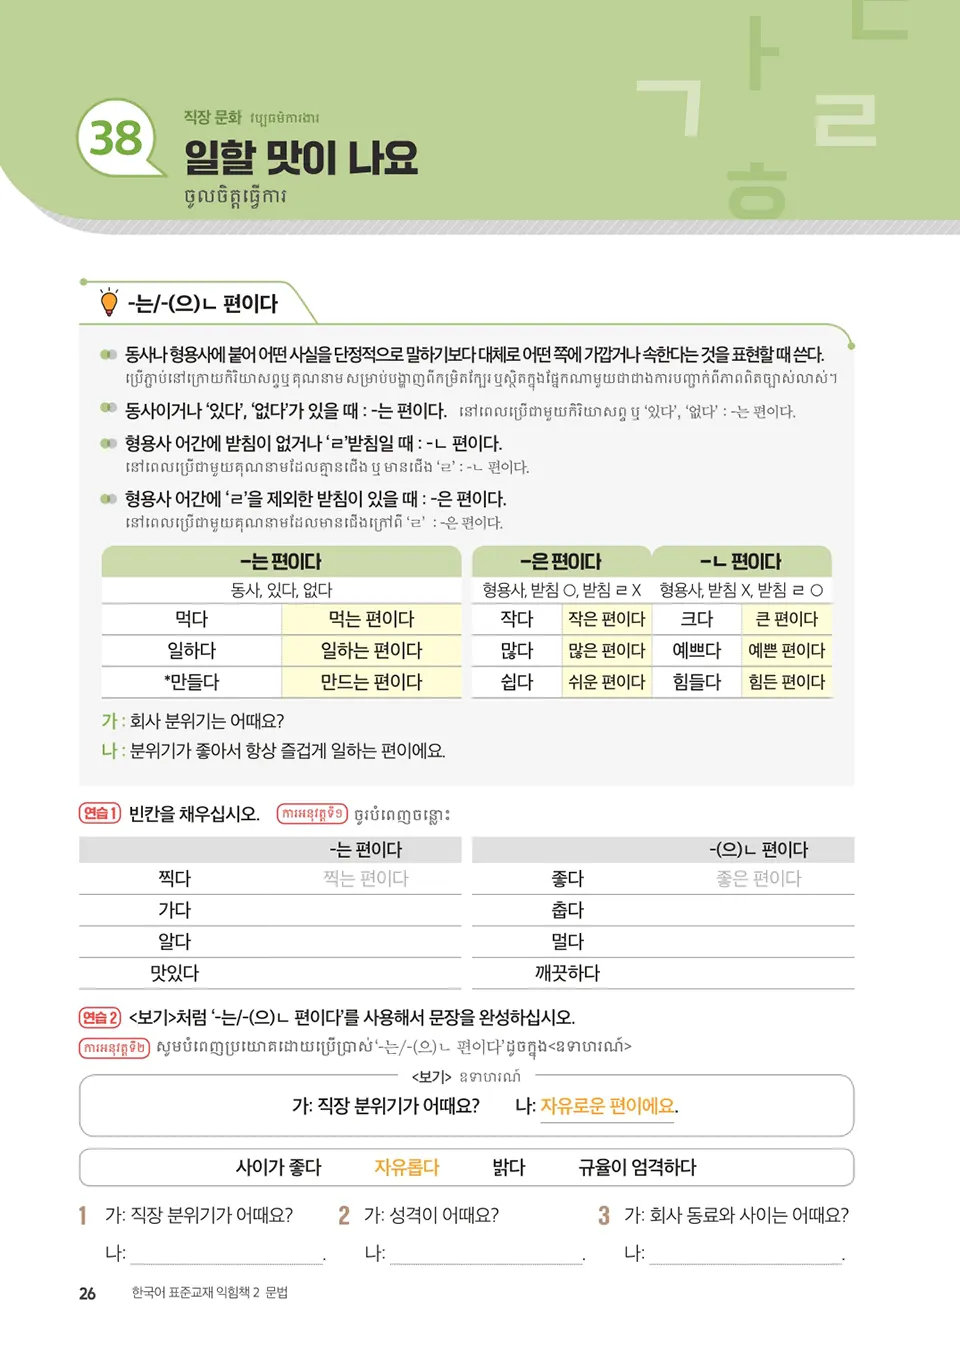 38
직장 문화 វប្បធម៌ការងារ
일할 맛이 나요
ចូលចិត្តធ្វើការ
-는/-(으)ㄴ 편이다
동사나 형용사에 붙어 어떤 사실을 단정적으로 말하기보다 대체로 어떤 쪽에 가깝거나 속한다는 것을 표현할 때 쓴다.
ប្រើភ្ជាប់នៅក្រោយកិរិយាសព្ទឬគុណនាម សម្រាប់បង្ហាញពីកម្រិតក្បែរ ឬស្ថិតក្នុងផ្នែកណាមួយជាជាងការបញ្ជាក់ពីភាពពិតច្បាស់លាស់។
동사이거나 ‘있다’, ‘없다’가 있을 때 : -는 편이다. នៅពេលប្រើជាមួយកិរិយាសព្ទ ឬ ‘있다’, ‘없다’ : -는 편이다.
형용사 어간에 받침이 없거나 ‘ㄹ’받침일 때 : -ㄴ 편이다.
នៅពេលប្រើជាមួយគុណនាមដែលគ្មានជើង ឬ មានជើង ‘ㄹ’ : -ㄴ 편이다.
형용사 어간에 ‘ㄹ’을 제외한 받침이 있을 때 : -은 편이다.
នៅពេលប្រើជាមួយគុណនាមដែលមានជើងក្រៅពី ‘ㄹ’ : -은 편이다.
-는 편이다 -은 편이다 -ㄴ 편이다
동사, 있다, 없다 형용사, 받침 O, 받침 ㄹ X 형용사, 받침 X, 받침 ㄹ O
먹다 먹는 편이다 작다 작은 편이다 크다 큰 편이다
일하다 일하는 편이다 많다 많은 편이다 예쁘다 예쁜 편이다
*만들다 만드는 편이다 쉽다 쉬운 편이다 힘들다 힘든 편이다
가 : 회사 분위기는 어때요?
나 : 분위기가 좋아서 항상 즐겁게 일하는 편이에요.
연습 1 빈칸을 채우십시오. ការអនុវត្តទី១ ចូរបំពេញចន្លោះ
-는 편이다 -(으)ㄴ 편이다
찍다 찍는 편이다 좋다 좋은 편이다
가다 춥다
알다 멀다
맛있다 깨끗하다
연습 2 <보기>처럼 ‘-는/-(으)ㄴ 편이다’를 사용해서 문장을 완성하십시오.
ការអនុវត្តទី២ សូមបំពេញប្រយោគដោយប្រើប្រាស់ ‘-는/-(으)ㄴ 편이다’ ដូចក្នុង<ឧទាហរណ៍>
<보기> ឧទាហរណ៍
가: 직장 분위기가 어때요? 나: 자유로운 편이에요.
사이가 좋다 자유롭다 밝다 규율이 엄격하다
1 가: 직장 분위기가 어때요? 2 가: 성격이 어때요? 3 가: 회사 동료와 사이는 어때요?
나: . 나: . 나: .
26 한국어 표준교재 익힘책 2 문법